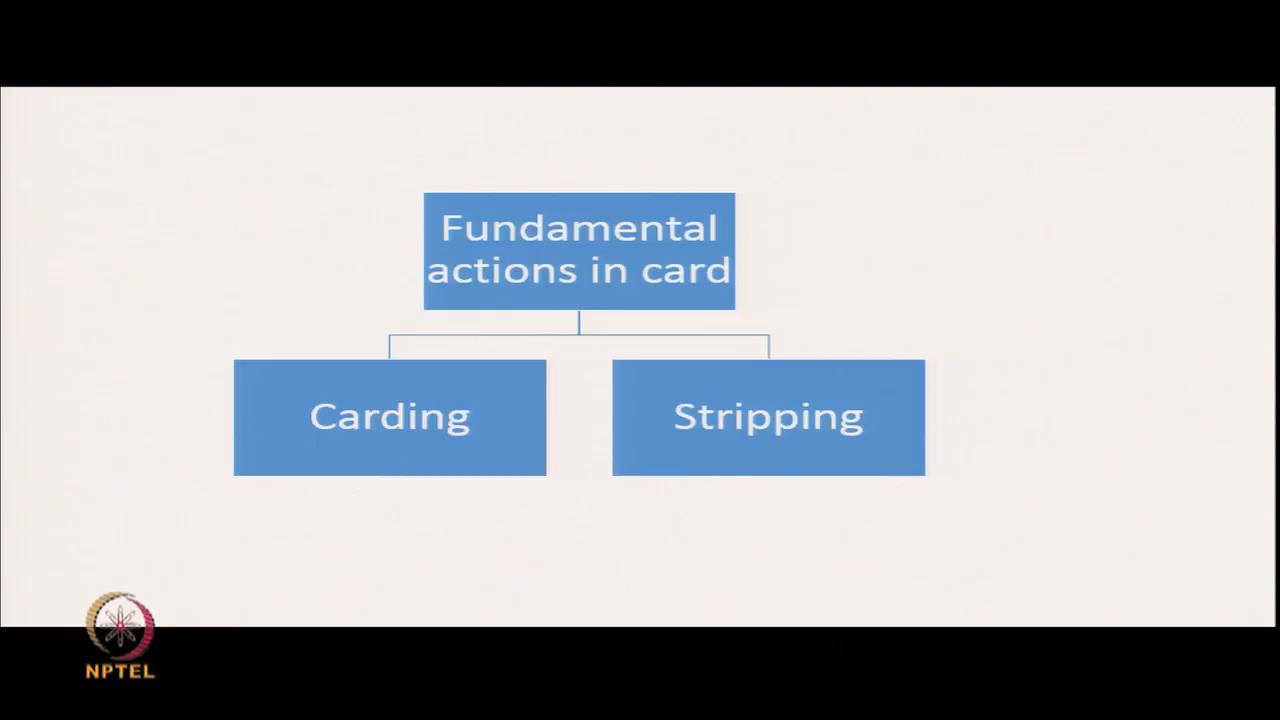 Fundamental
actions in card
Carding
Stripping
NPTEL